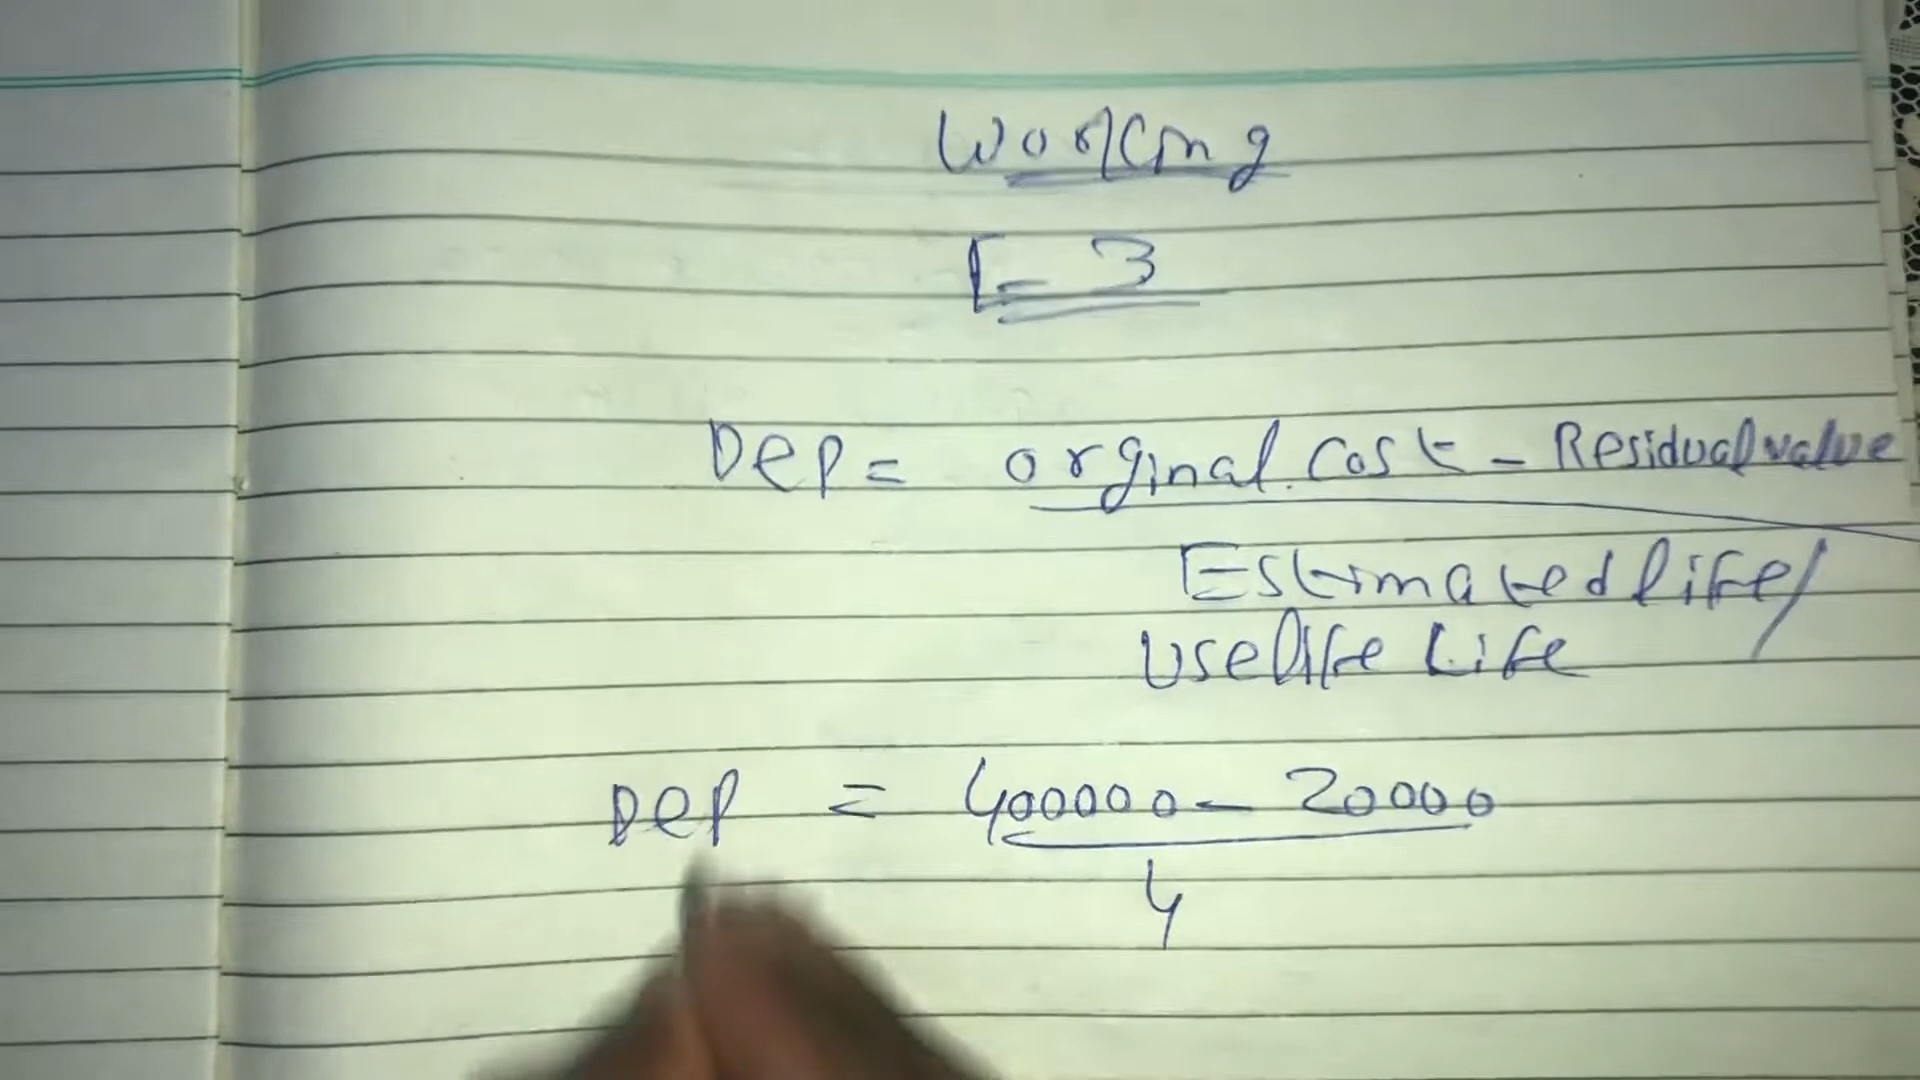 Working
E-3
Dep = orginal cost - Residual value
Estimated life/
Uselife Life
Dep = 400000 - 20000
4